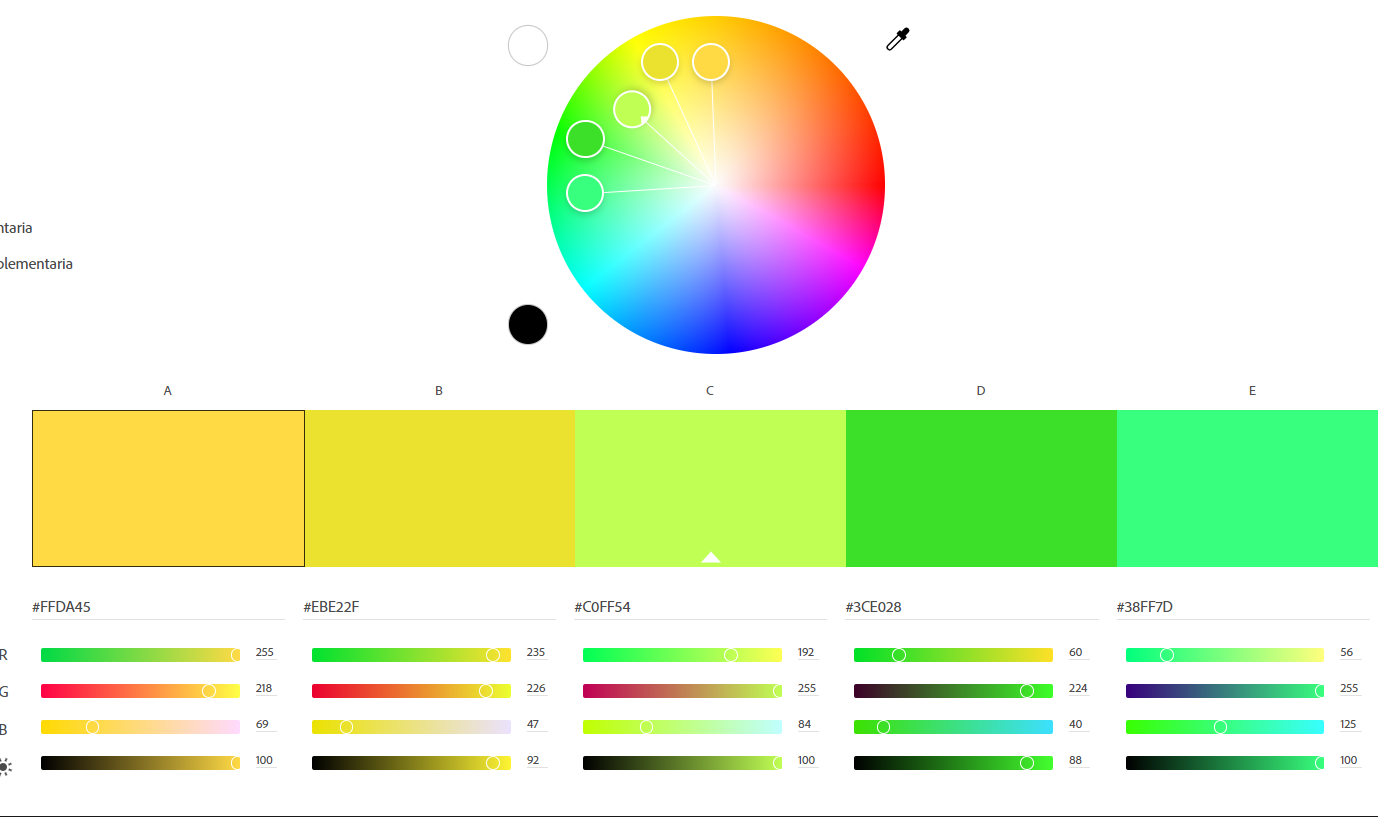 ntaria
plementaria
A B C D E
#FFDA45 #EBE22F #C0FF54 #3CE028 #38FF7D
R 255 235 192 60 56
G 218 226 255 224 255
B 69 47 84 40 125
100 92 100 88 100